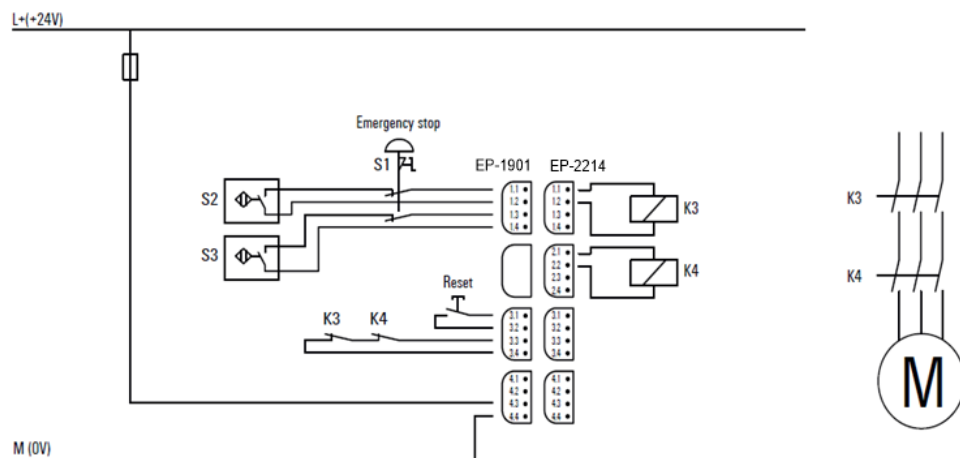 L+(+24V)
Emergency stop
S1
EP-1901 EP-2214
S2
1.1 1.1
1.2 1.2
1.3 1.3
1.4 1.4
K3
K3
S3
2.1
2.2
2.3
2.4
K4
K4
Reset
K3 K4
3.1 3.1
3.2 3.2
3.3 3.3
3.4 3.4
M
4.1 4.1
4.2 4.2
4.3 4.3
4.4 4.4
M (0V)